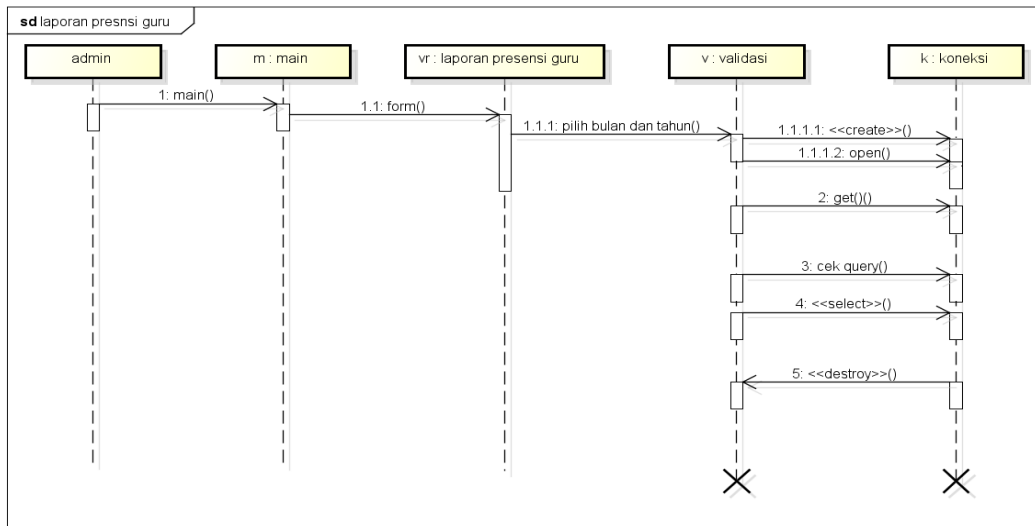 sd laporan presnsi guru
admin
m : main
vr : laporan presensi guru
v : validasi
k : koneksi
1: main()
1.1: form()
1.1.1: pilih bulan dan tahun()
1.1.1.1: <<create>>()
1.1.1.2: open()
2: get()()
3: cek query()
4: <<select>>()
5: <<destroy>>()